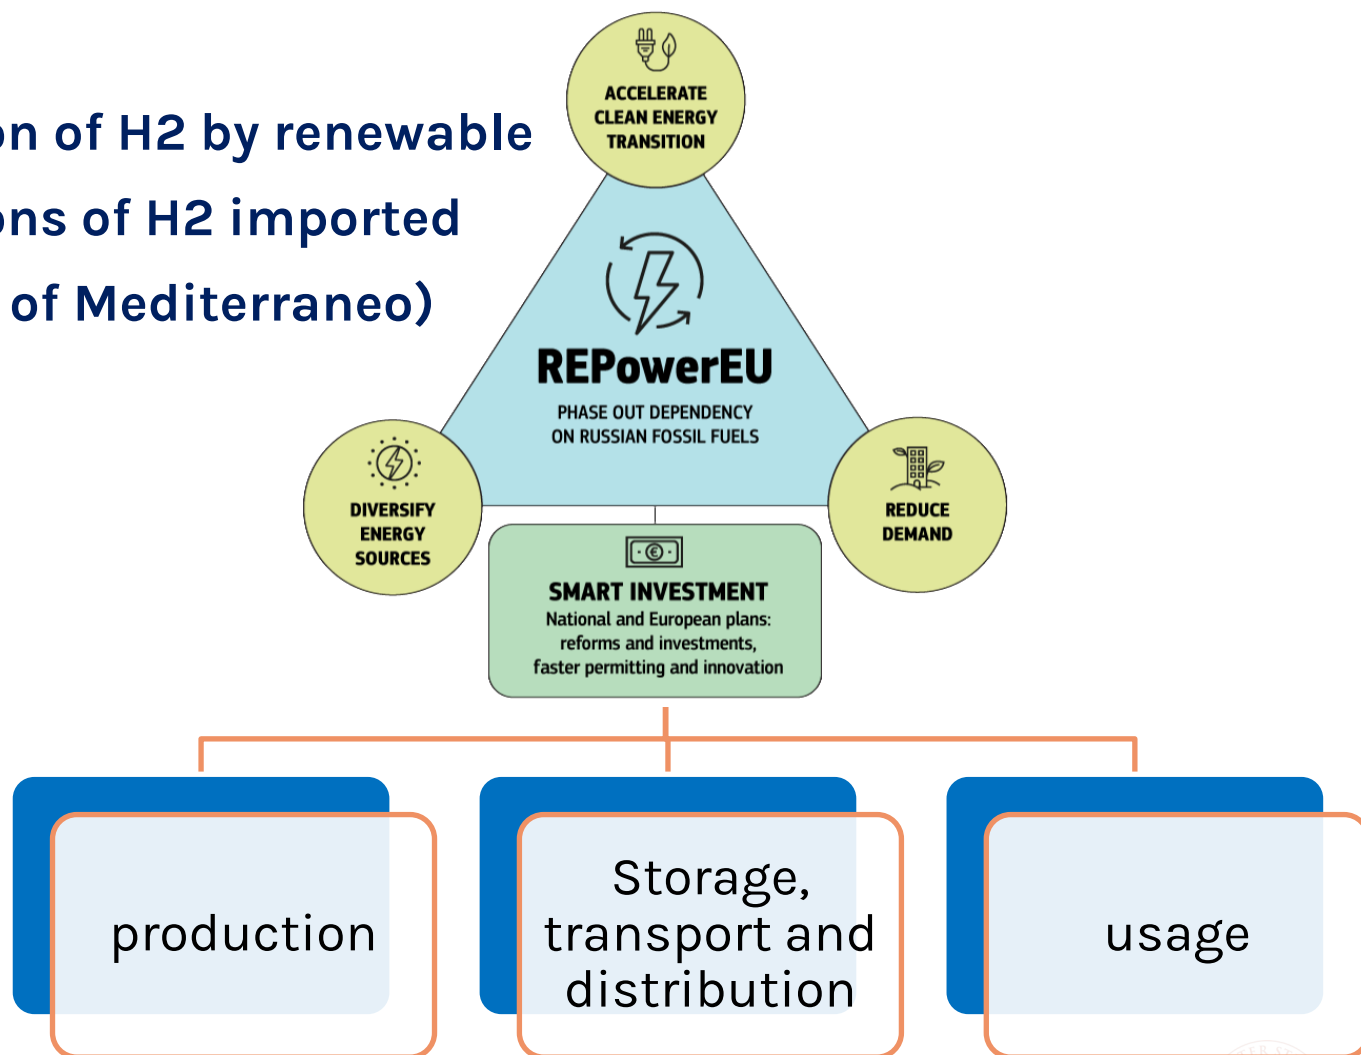 on of H2 by renewable
ons of H2 imported
of Mediterraneo)
ACCELERATE
CLEAN ENERGY
TRANSITION
REPowerEU
PHASE OUT DEPENDENCY
ON RUSSIAN FOSSIL FUELS
DIVERSIFY
ENERGY
SOURCES
REDUCE
DEMAND
SMART INVESTMENT
National and European plans:
reforms and investments,
faster permitting and innovation
production
Storage,
transport and
distribution
usage